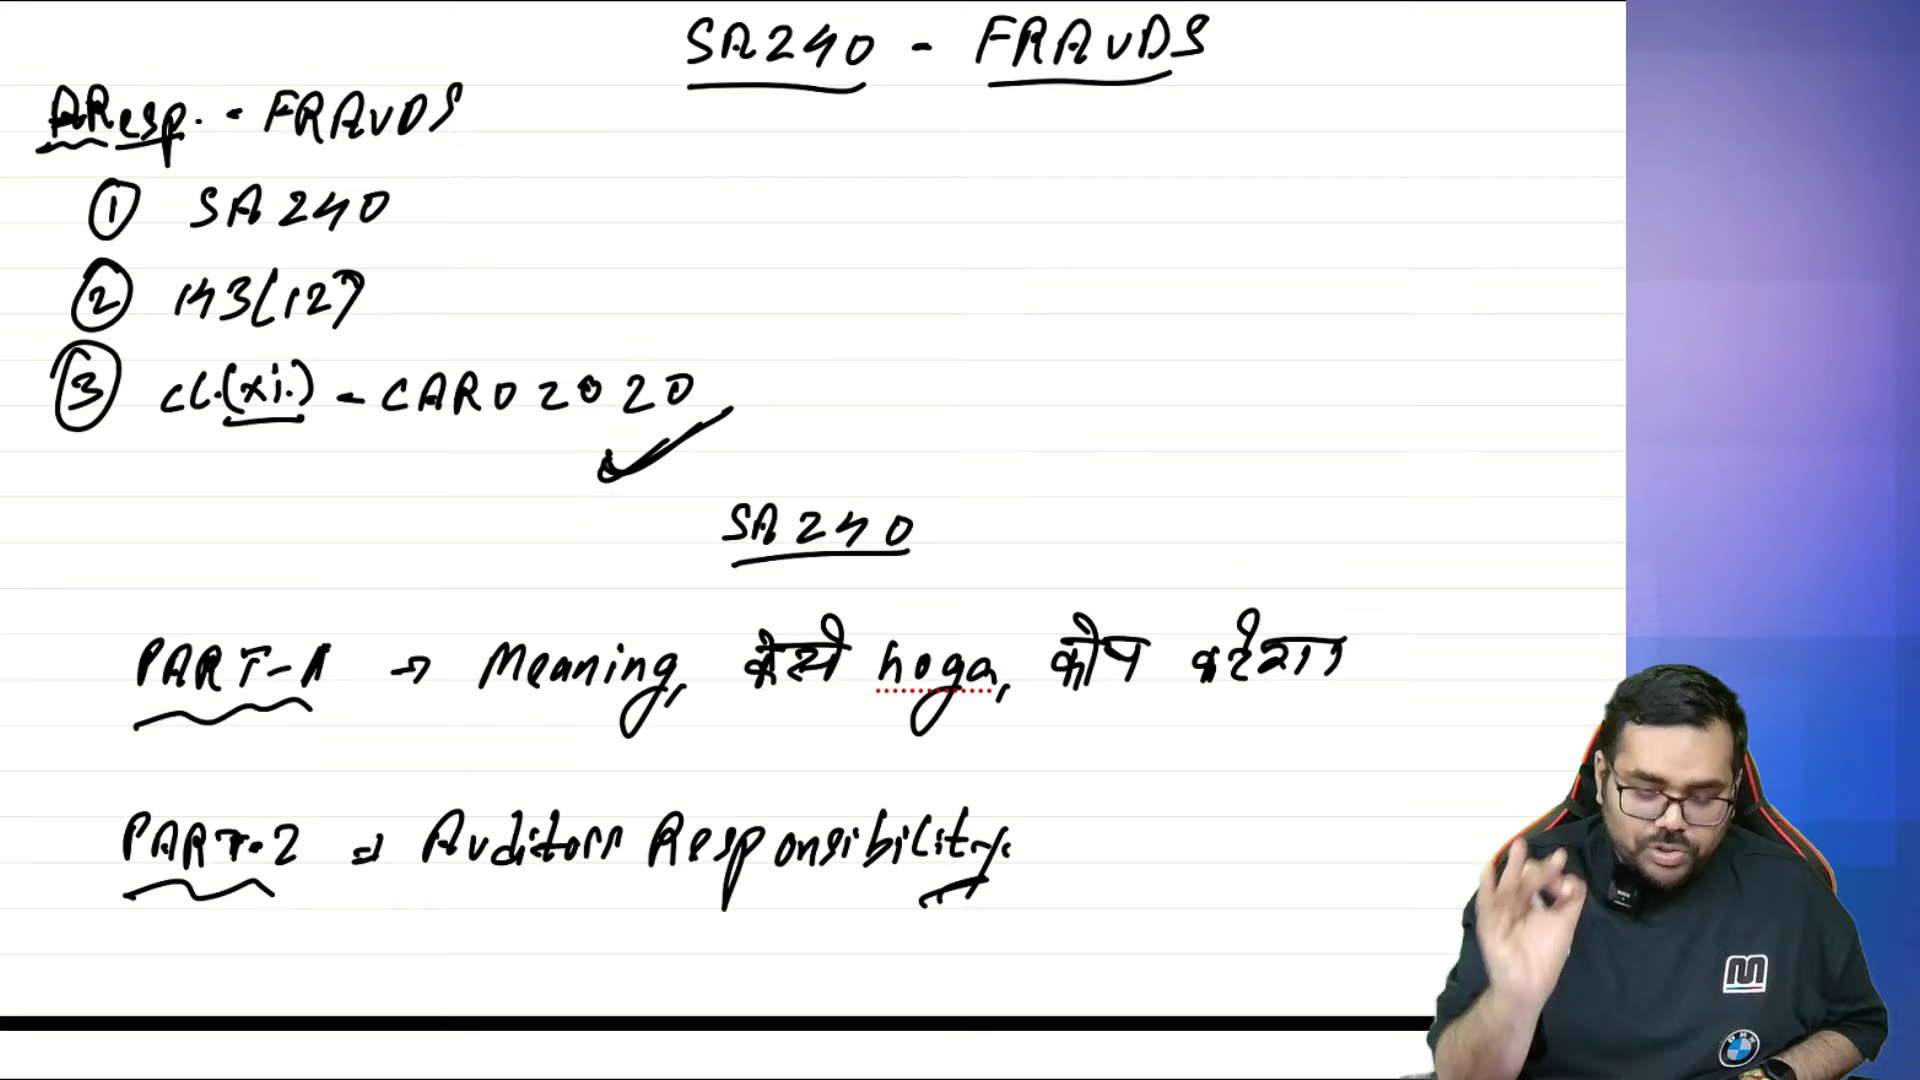 SA240 - FRAUDS
AResp. - FRAUDS
① SA240
② 143(12)
③ cl.(xi.) - CARO 2020
SA240
PART-A → Meaning, कैसे hoga, कौन करेगा
PART-2 ⇒ Auditors Responsibility
M
BMW